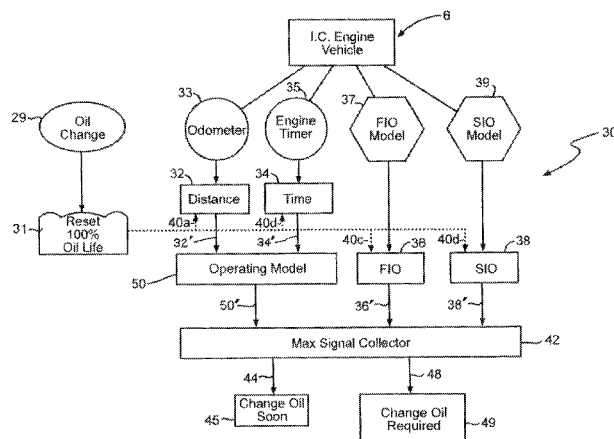 I.C. Engine
Vehicle
6
33
35
37
39
29
Oil
Change
Odometer
Engine
Timer
FIO
Model
SIO
Model
30
32
Distance
34
Time
31
Reset
100%
Oil Life
40a
32'
40d
34'
40c
36
40d
38
Operating Model
FIO
SIO
50
50'
36'
38'
Max Signal Collector
42
44
48
Change Oil
Soon
45
Change Oil
Required
49